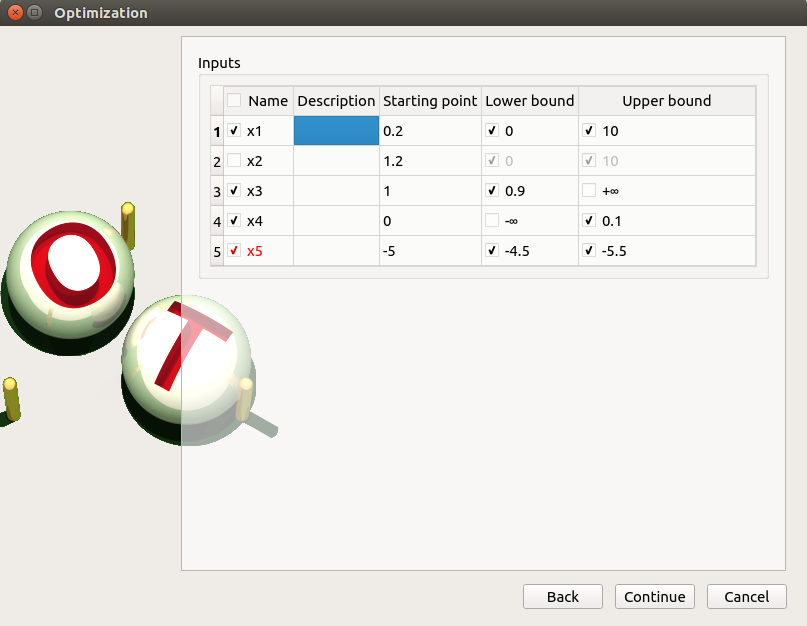 Optimization
Inputs
Name Description Starting point Lower bound Upper bound
1 x1 0.2 0 10
2 x2 1.2 0 10
3 x3 1 0.9 +∞
4 x4 0 -∞ 0.1
5 x5 -5 -4.5 -5.5
O
T
Back Continue Cancel